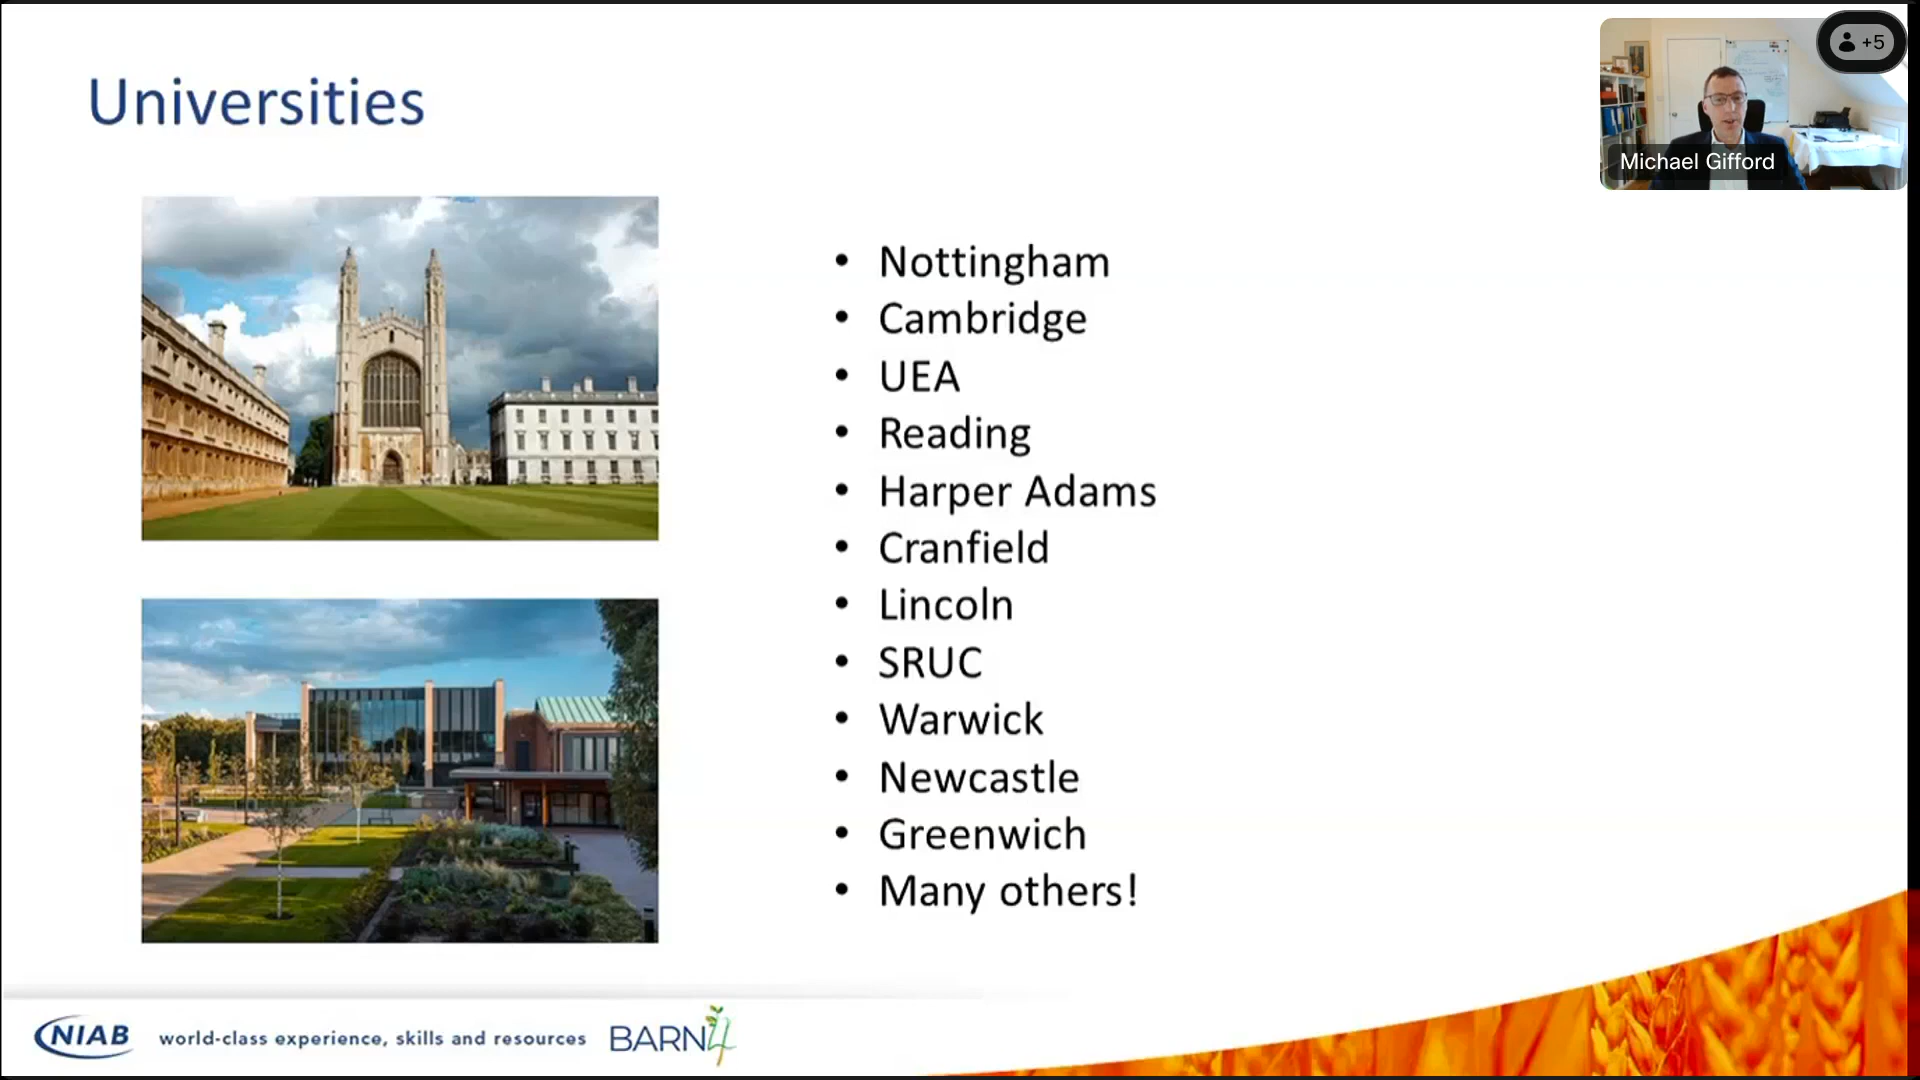 Universities
+5
Michael Gifford
• Nottingham
• Cambridge
• UEA
• Reading
• Harper Adams
• Cranfield
• Lincoln
• SRUC
• Warwick
• Newcastle
• Greenwich
• Many others!
NIAB
world-class experience, skills and resources
BARN4